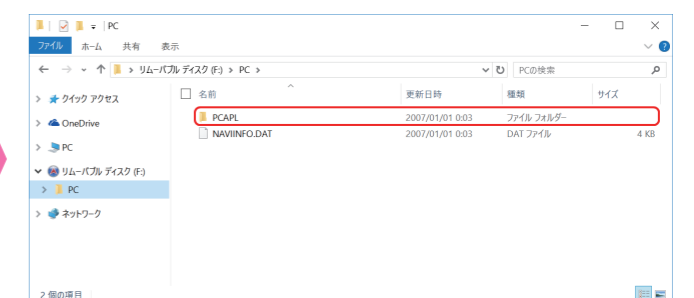 PC
ファイル ホーム 共有 表示
リムーバブル ディスク (F:) > PC > PCの検索
名前 更新日時 種類 サイズ
クイック アクセス
PCAPL 2007/01/01 0:03 ファイル フォルダー
OneDrive
NAVIINFO.DAT 2007/01/01 0:03 DAT ファイル 4 KB
PC
リムーバブル ディスク (F:)
PC
ネットワーク
2 個の項目